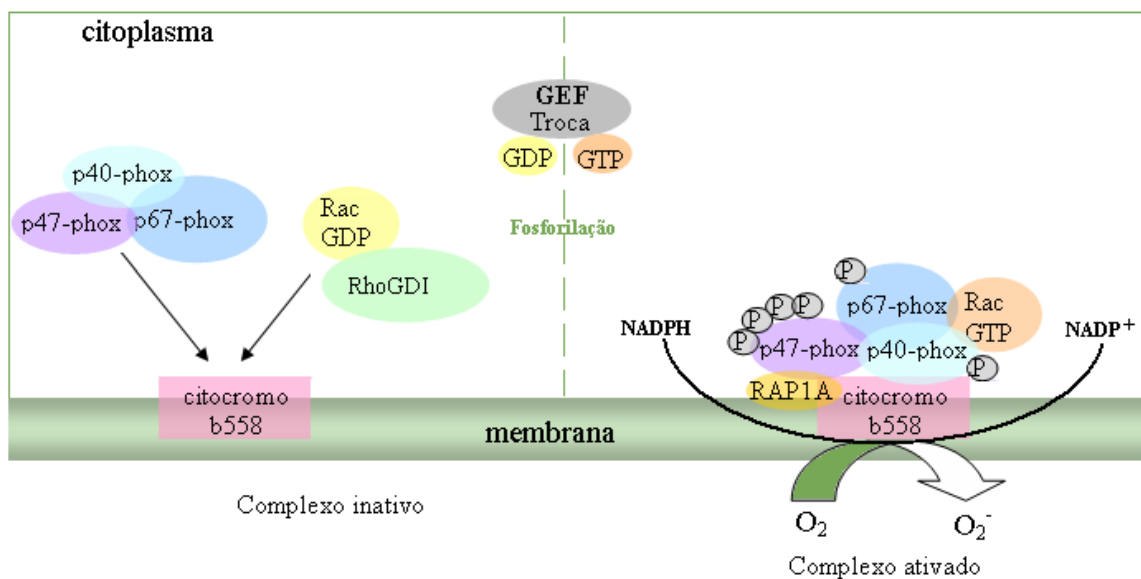 citoplasma
GEF
Troca
GDP
GTP
p40-phox
p47-phox
p67-phox
Rac
GDP
RhoGDI
Fosforilação
P
P
P
P
P
p67-phox
Rac
GTP
NADPH
NADP+
p47-phox
p40-phox
P
RAP1A
citocromo
b558
citocromo
b558
membrana
Complexo inativo
O2
O2-
Complexo ativado